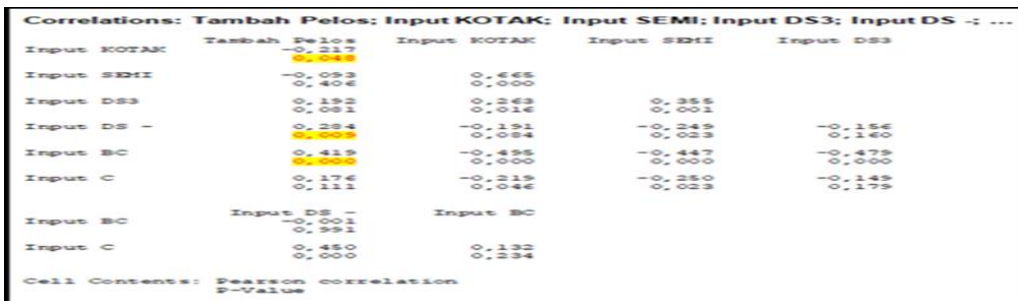 Correlations: Tambah Pelos; Input KOTAK; Input SEMI; Input DS3; Input DS -; ...
Tambah Pelos Input KOTAK Input SEMI Input DS3
Input KOTAK -0,217
0,048
Input SEMI -0,093 0,665
0,406 0,000
Input DS3 0,192 0,263 0,355
0,081 0,016 0,001
Input DS - 0,284 -0,191 -0,249 -0,156
0,009 0,084 0,023 0,160
Input BC 0,419 -0,495 -0,447 -0,479
0,000 0,000 0,000 0,000
Input C 0,176 -0,219 -0,250 -0,149
0,111 0,046 0,023 0,179
Input DS - Input BC
Input BC -0,001
0,991
Input C 0,450 0,132
0,000 0,234
Cell Contents: Pearson correlation
P-Value